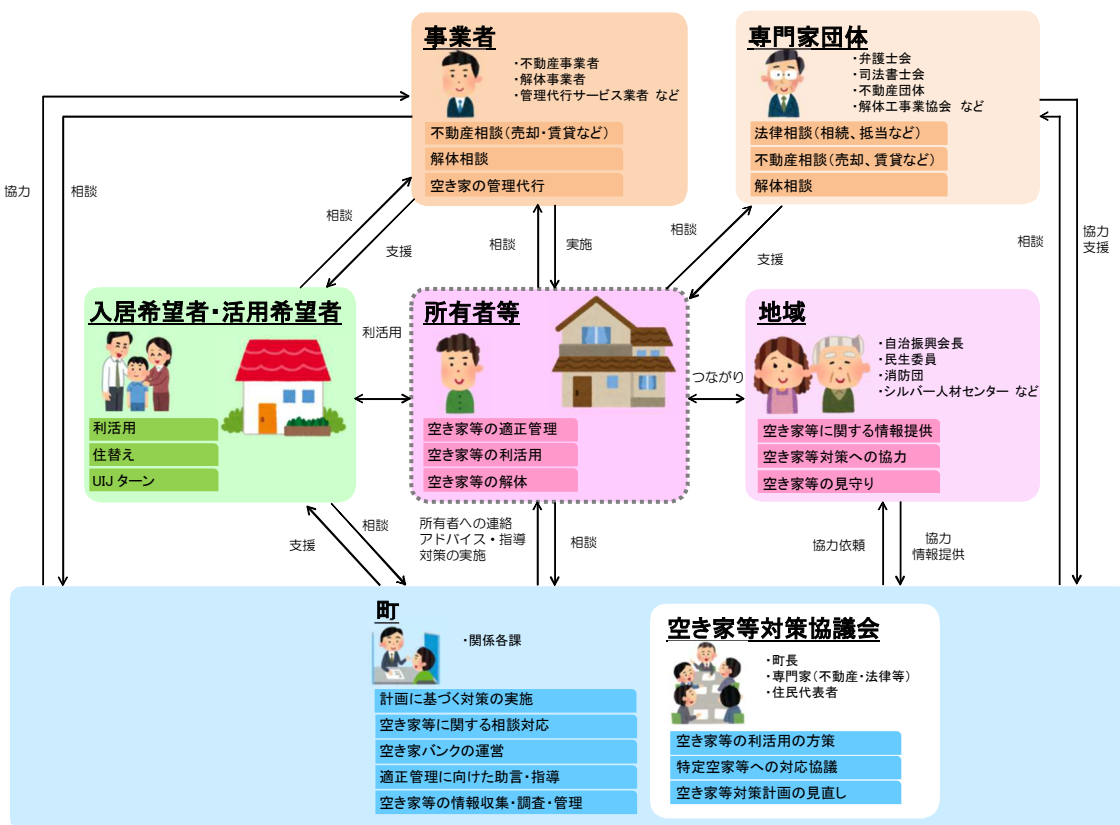 事業者
・不動産事業者
・解体事業者
・管理代行サービス業者 など
不動産相談(売却・賃貸など)
解体相談
空き家の管理代行
専門家団体
・弁護士会
・司法書士会
・不動産団体
・解体工事業協会 など
法律相談(相続、抵当など)
不動産相談(売却、賃貸など)
解体相談
協力
相談
相談
支援
相談
実施
相談
支援
相談
協力
支援
入居希望者・活用希望者
利活用
住替え
UIJ ターン
利活用
所有者等
空き家等の適正管理
空き家等の利活用
空き家等の解体
つながり
地域
・自治振興会長
・民生委員
・消防団
・シルバー人材センター など
空き家等に関する情報提供
空き家等対策への協力
空き家等の見守り
支援
相談
所有者への連絡
アドバイス・指導
対策の実施
相談
協力依頼
協力
情報提供
町
・関係各課
計画に基づく対策の実施
空き家等に関する相談対応
空き家バンクの運営
適正管理に向けた助言・指導
空き家等の情報収集・調査・管理
空き家等対策協議会
・町長
・専門家(不動産・法律等)
・住民代表者
空き家等の利活用の方策
特定空家等への対応協議
空き家等対策計画の見直し